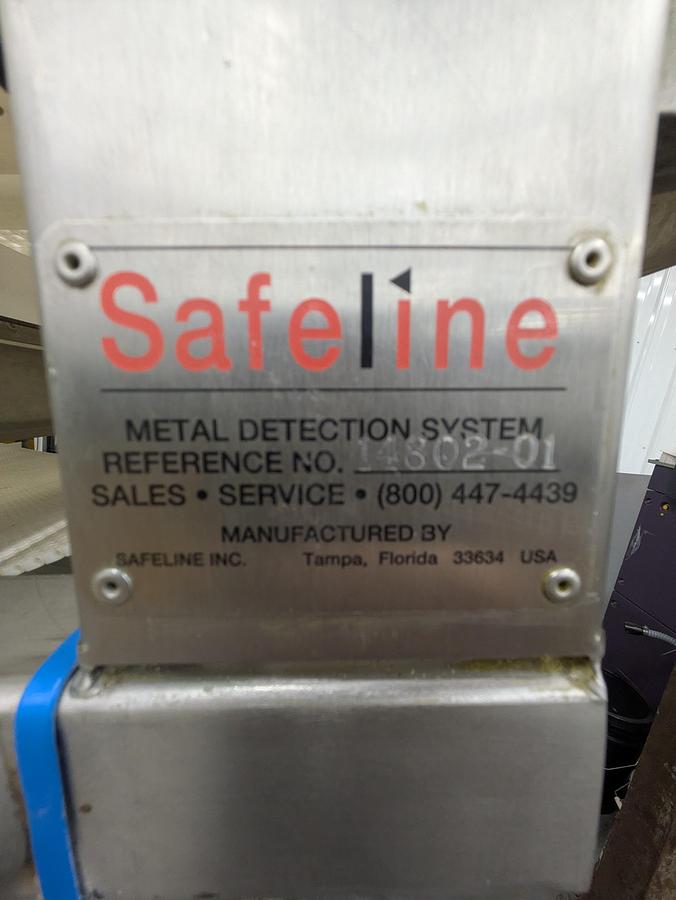 Safeline
METAL DETECTION SYSTEM
REFERENCE NO. 14802-01
SALES • SERVICE • (800) 447-4439
MANUFACTURED BY
SAFELINE INC. Tampa, Florida 33634 USA